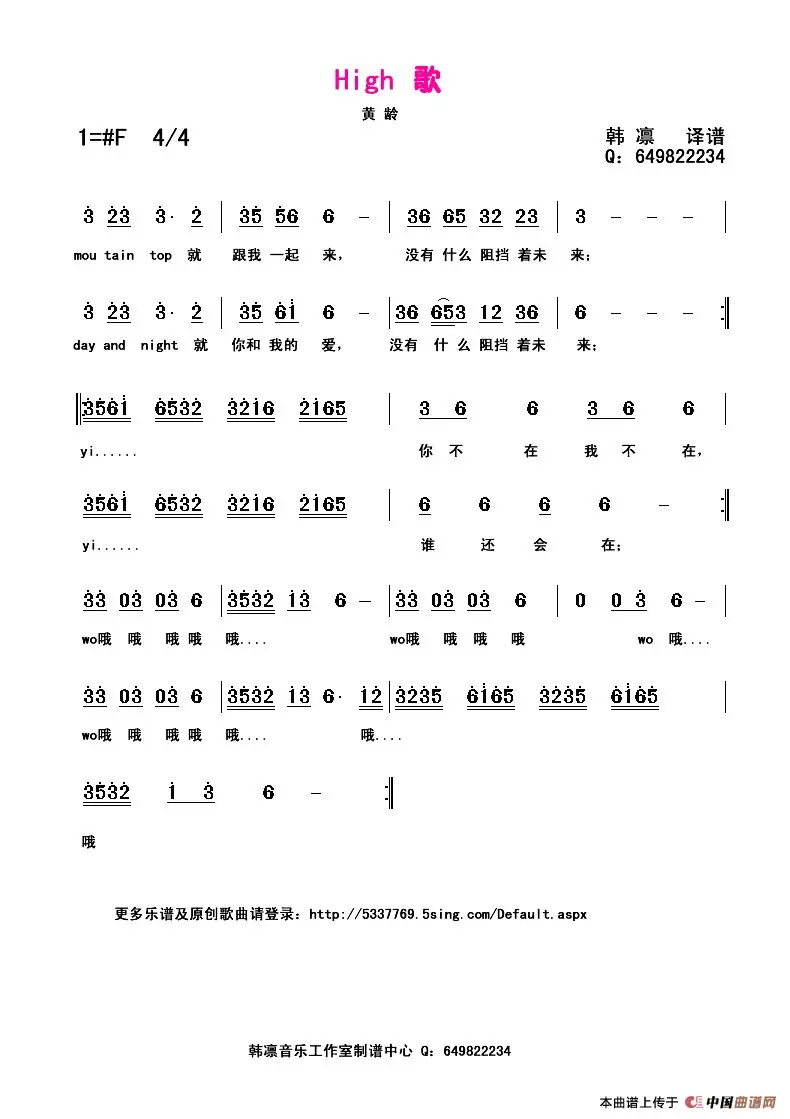 High 歌
黄 龄
1=#F 4/4
韩 凛 译谱
Q: 649822234
3 23 3· 2 | 35 56 6 – | 36 65 32 23 | 3 – – – |
mou tain top 就 跟我 一起 来, 没有 什么 阻挡 着未 来;
3 23 3· 2 | 35 61 6 – | 36 653 12 36 | 6 – – – :|
day and night 就 你和 我的 爱, 没有 什 么 阻挡 着未 来;
|: 3561 6532 3216 2165 | 3 6 6 3 6 6 |
yi...... 你 不 在 我 不 在,
3561 6532 3216 2165 | 6 6 6 6 – :|
yi...... 谁 还 会 在;
33 03 03 6 | 3532 13 6 – | 33 03 03 6 | 0 0 3 6 – |
wo哦 哦 哦 哦 哦.... wo哦 哦 哦 哦 wo 哦....
33 03 03 6 | 3532 13 6· 12 | 3235 6165 3235 6165 |
wo哦 哦 哦 哦 哦.... 哦....
3532 1 3 6 – :|
哦
更多乐谱及原创歌曲请登录：http://5337769.5sing.com/Default.aspx
韩凛音乐工作室制谱中心 Q: 649822234
本曲谱上传于 中国曲谱网